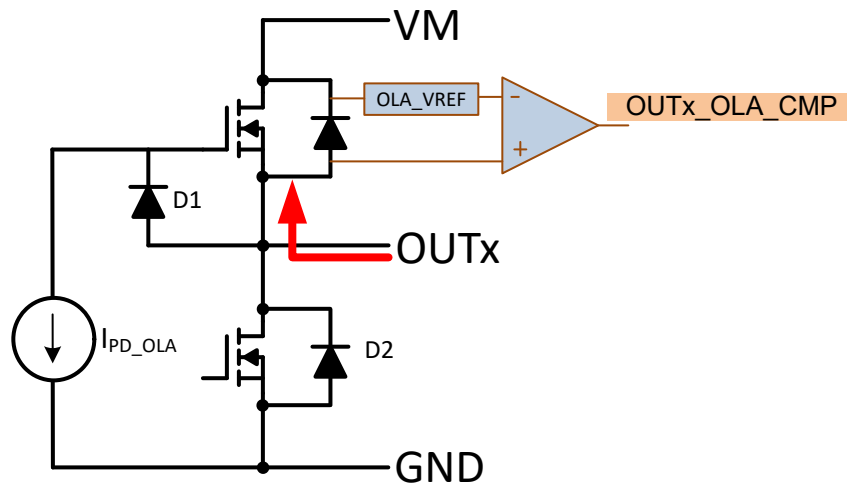 VM
OLA_VREF
-
+
OUTx_OLA_CMP
D1
OUTx
IPD_OLA
D2
GND